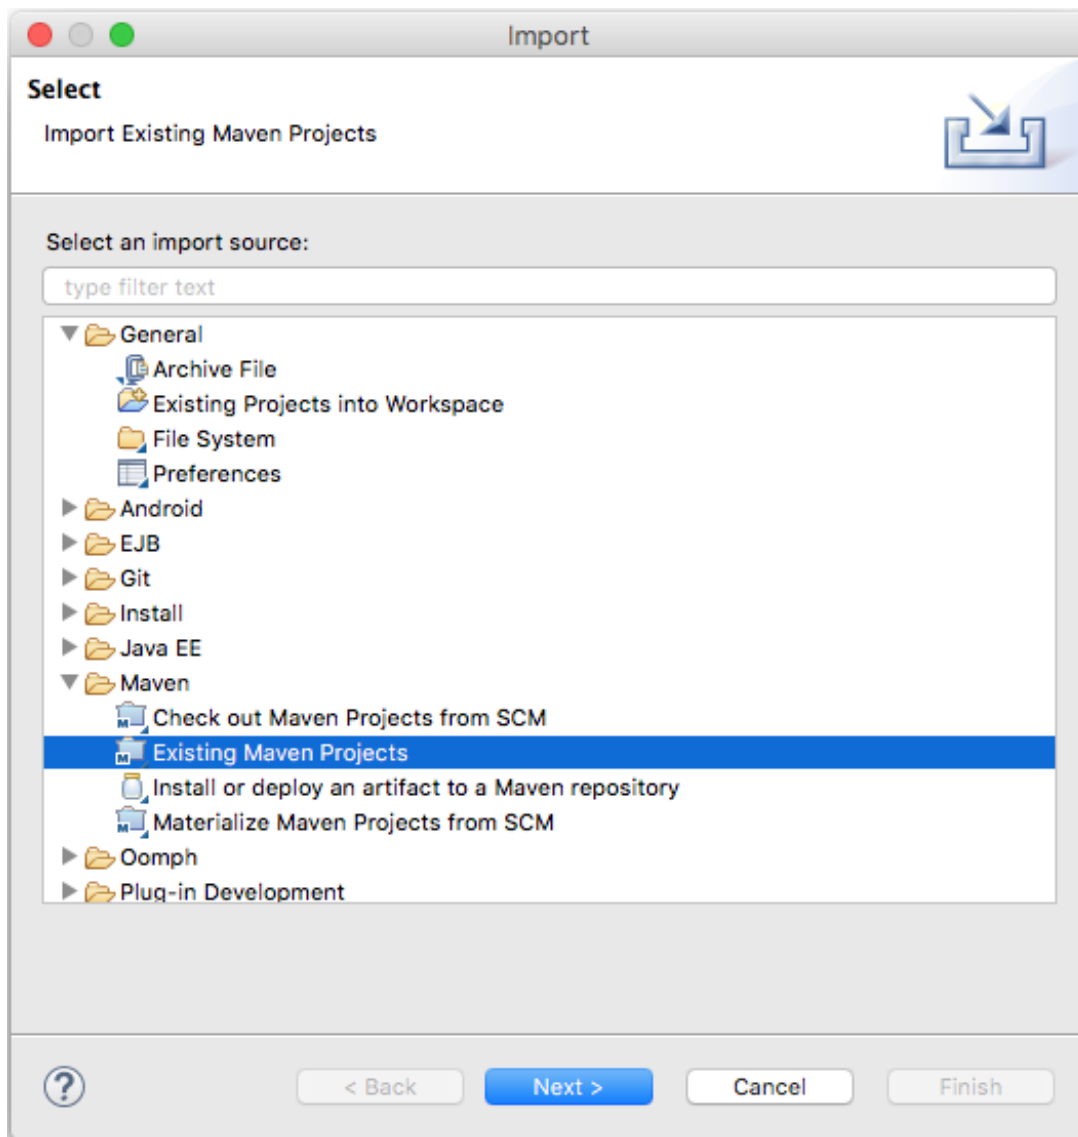 Import
Select
Import Existing Maven Projects
Select an import source:
type filter text
General
Archive File
Existing Projects into Workspace
File System
Preferences
Android
EJB
Git
Install
Java EE
Maven
Check out Maven Projects from SCM
Existing Maven Projects
Install or deploy an artifact to a Maven repository
Materialize Maven Projects from SCM
Oomph
Plug-in Development
? < Back Next > Cancel Finish